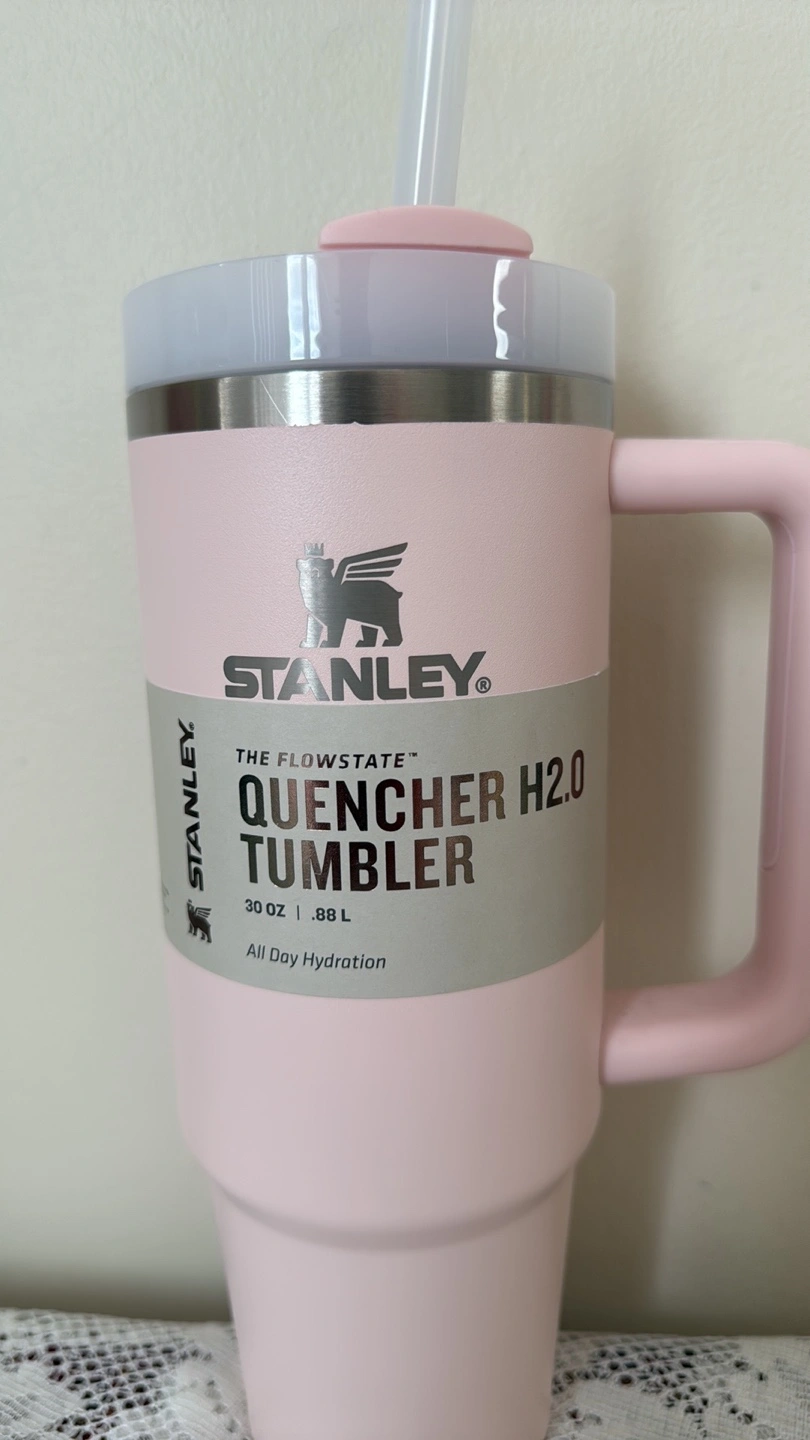 STANLEY®
STANLEY®
THE FLOWSTATE™
QUENCHER H2.0
TUMBLER
30 OZ | .88 L
All Day Hydration